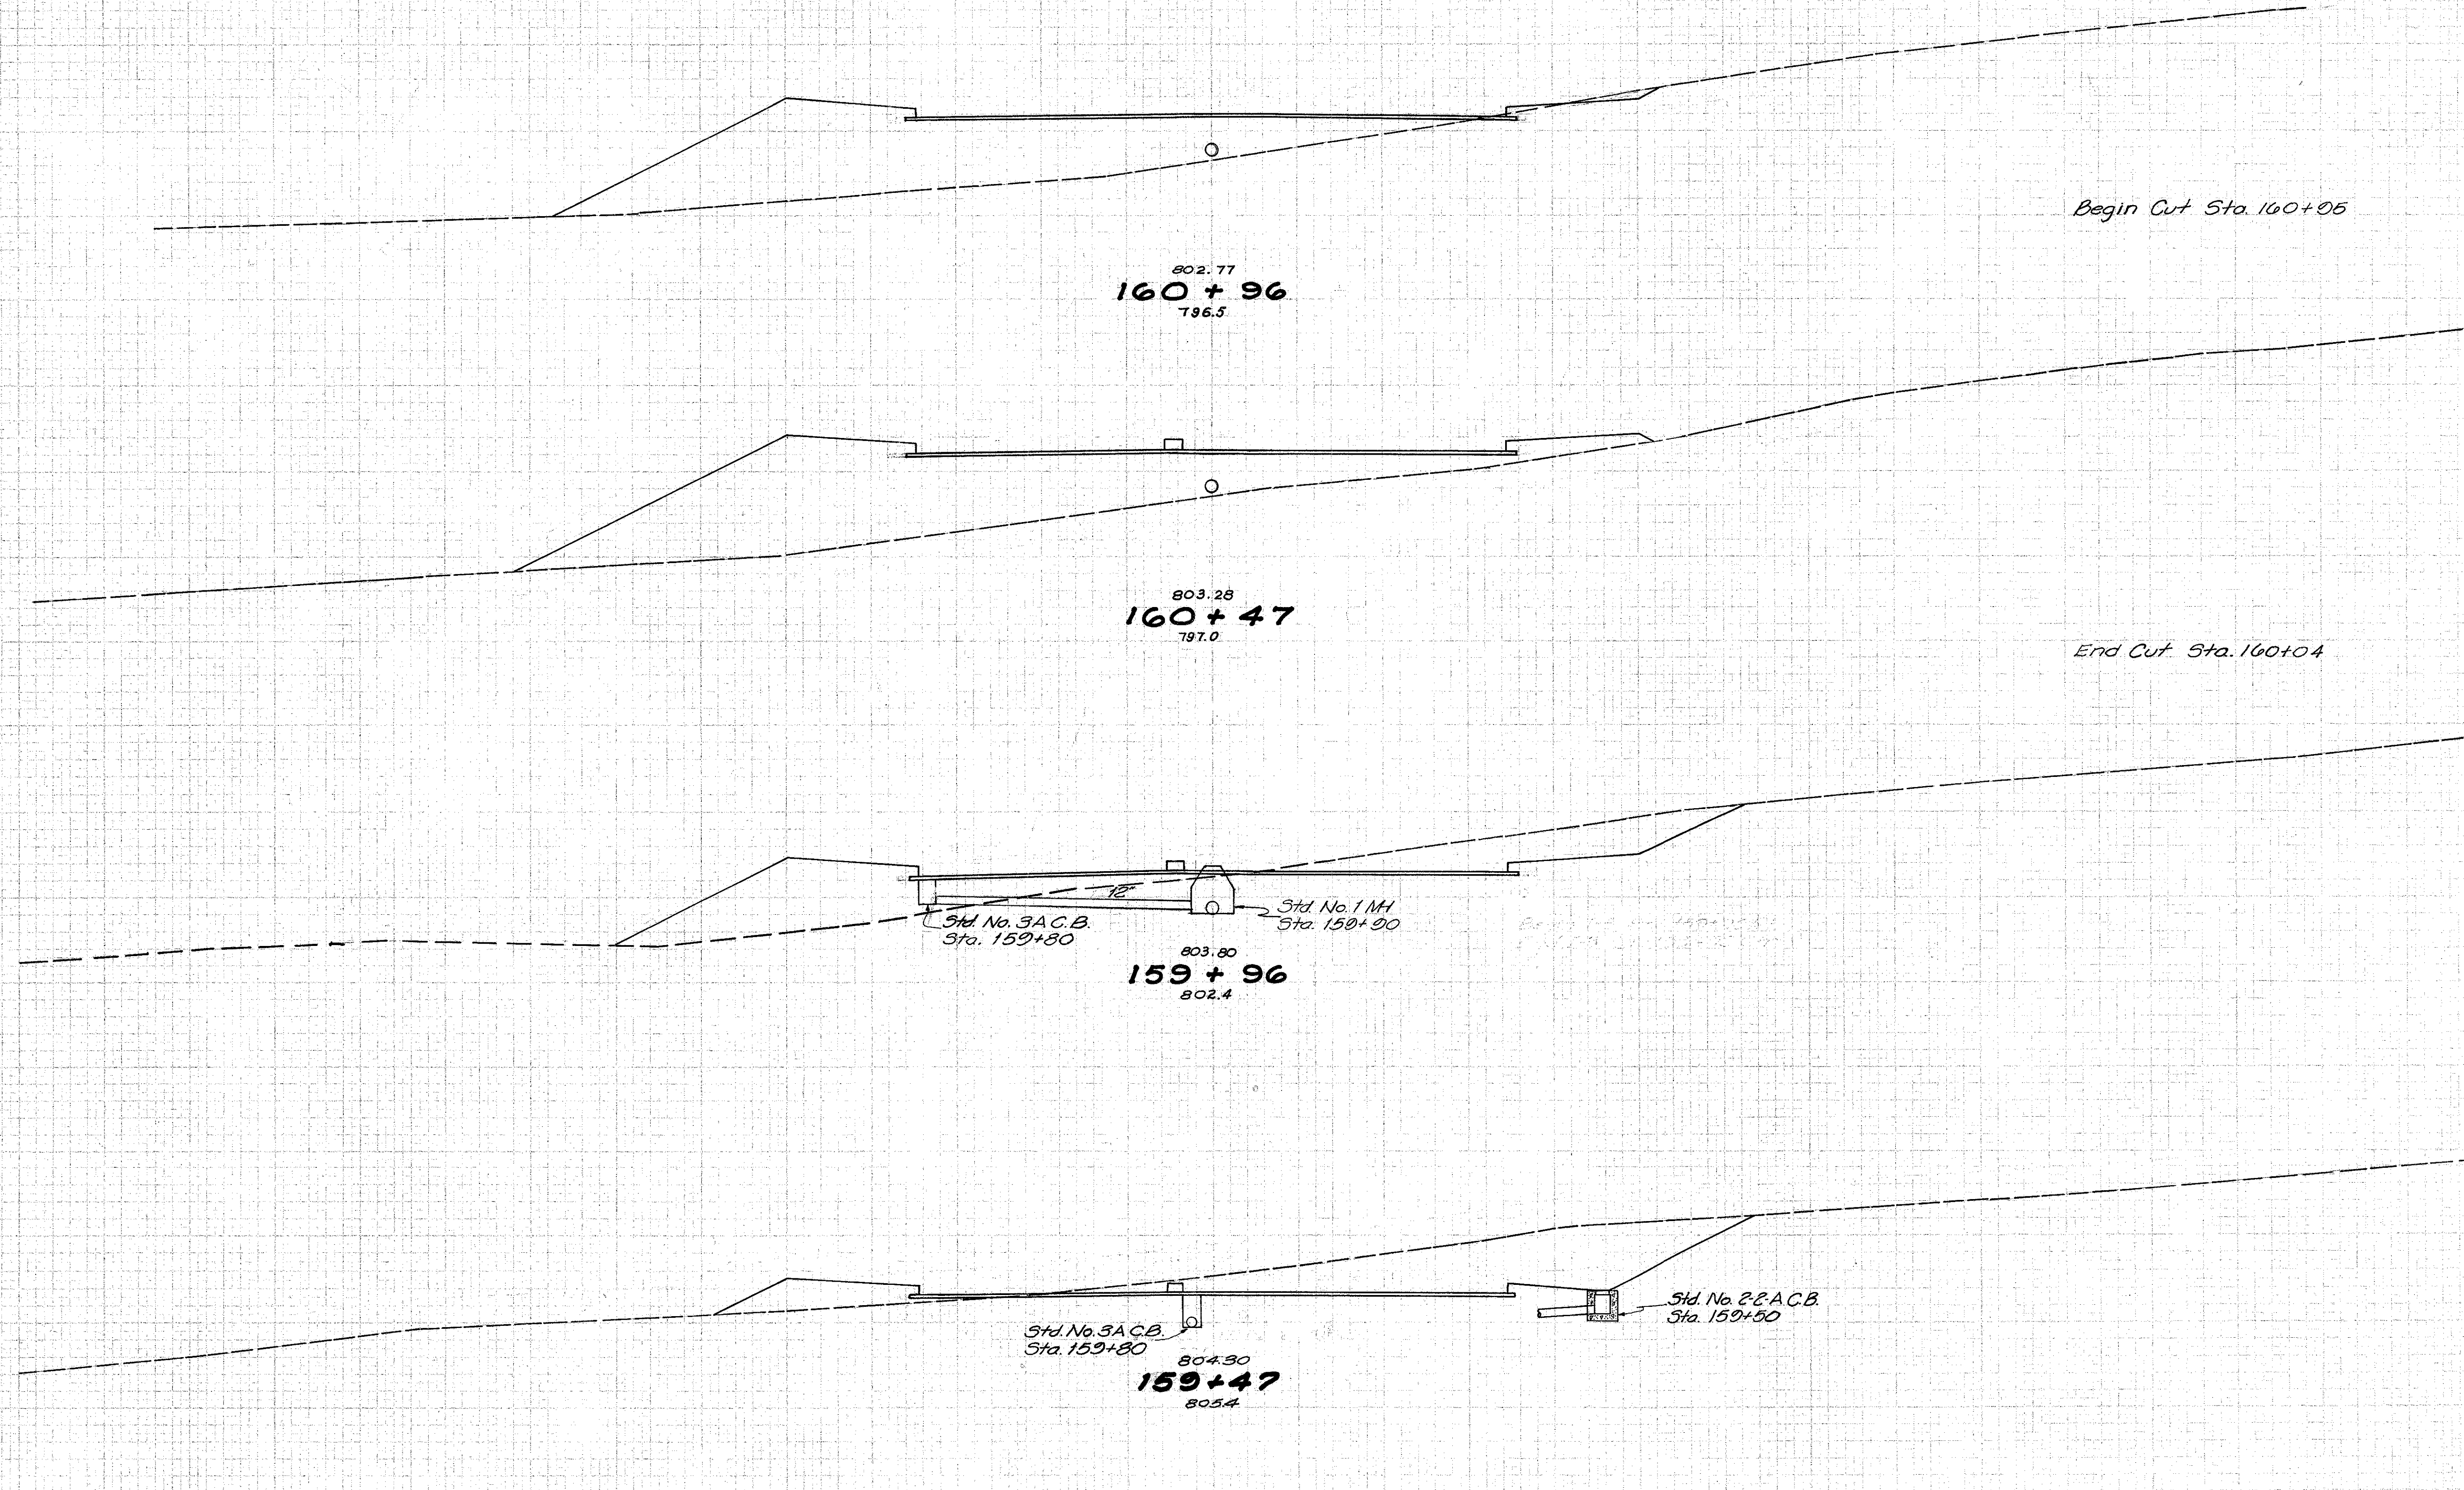 Begin Cut Sta. 160+95
802.77
160 + 96
796.5
803.28
160 + 47
797.0
End Cut Sta. 160+04
12"
Std. No. 3A C.B.
Sta. 159+80
Std. No. 1 MH
Sta. 159+90
803.80
159 + 96
802.4
Std. No. 2-2-A C.B.
Sta. 159+50
Std. No. 3A C.B.
Sta. 159+80
804.30
159+47
805.4